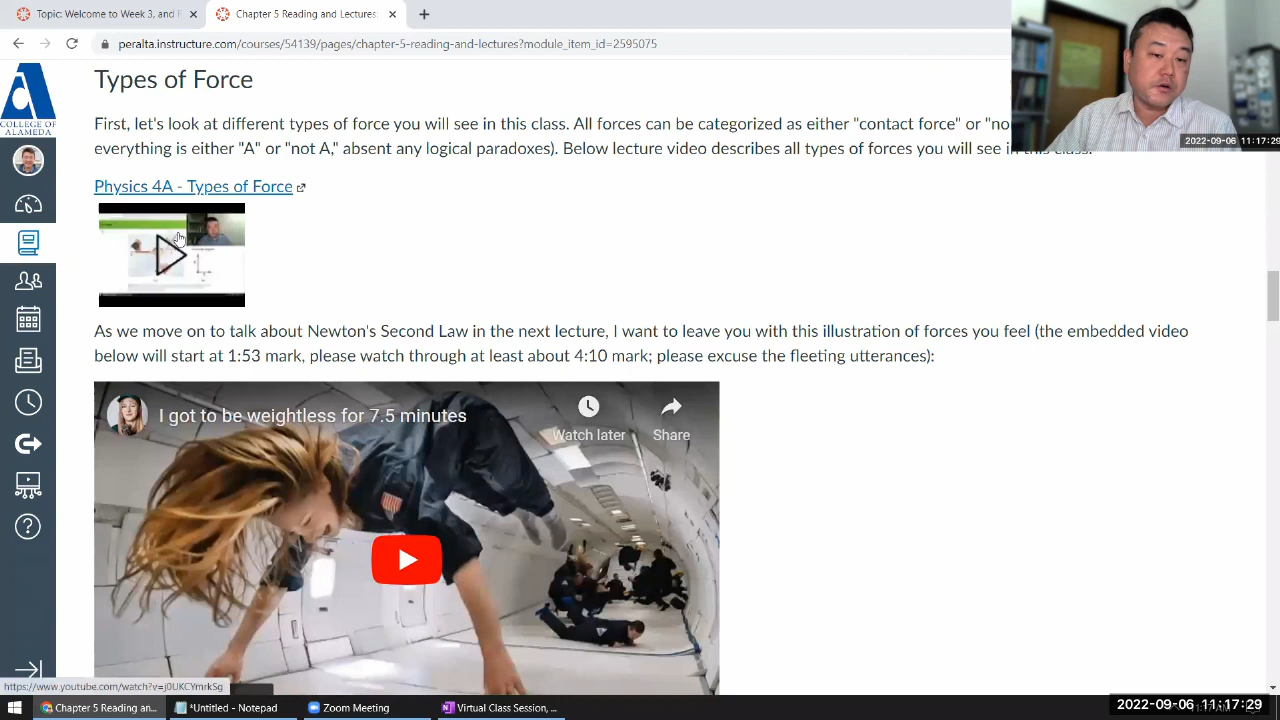 Topic: Welcome to Week 3, and F
Chapter 5 Reading and Lectures:
peralta.instructure.com/courses/54139/pages/chapter-5-reading-and-lectures?module_item_id=2595075
COLLEGE OF
ALAMEDA
Types of Force
First, let's look at different types of force you will see in this class. All forces can be categorized as either "contact force" or "no
everything is either "A" or "not A," absent any logical paradoxes). Below lecture video describes all types of forces you will see in this class.
2022-09-06 11:17:29
Physics 4A - Types of Force
As we move on to talk about Newton's Second Law in the next lecture, I want to leave you with this illustration of forces you feel (the embedded video
below will start at 1:53 mark, please watch through at least about 4:10 mark; please excuse the fleeting utterances):
I got to be weightless for 7.5 minutes
Watch later
Share
https://www.youtube.com/watch?v=j0UKCYmrkSg
Chapter 5 Reading an...
*Untitled - Notepad
Zoom Meeting
Virtual Class Session, ...
2022-09-06 11:17:29